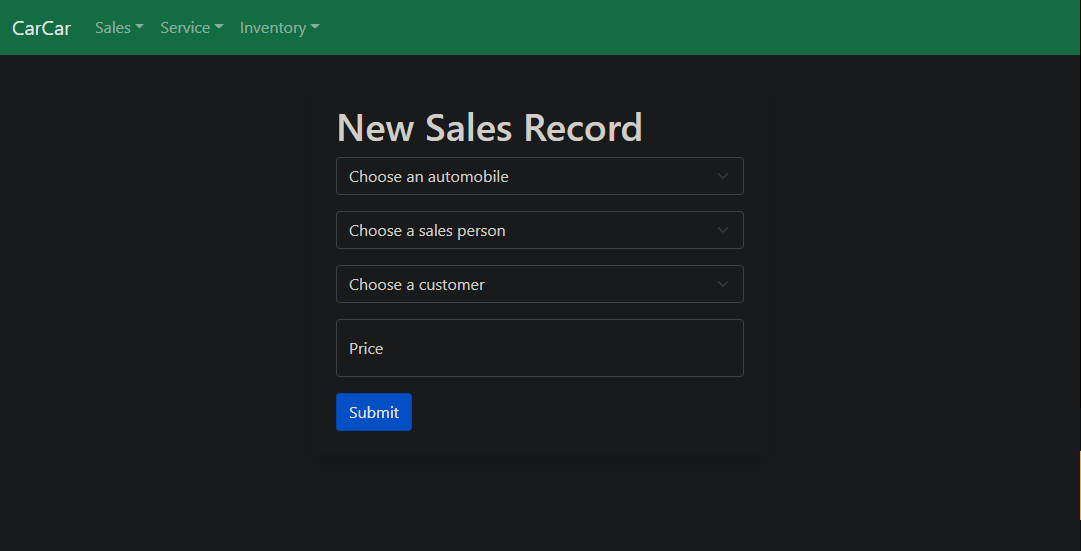 CarCar Sales Service Inventory
New Sales Record
Choose an automobile
Choose a sales person
Choose a customer
Price
Submit